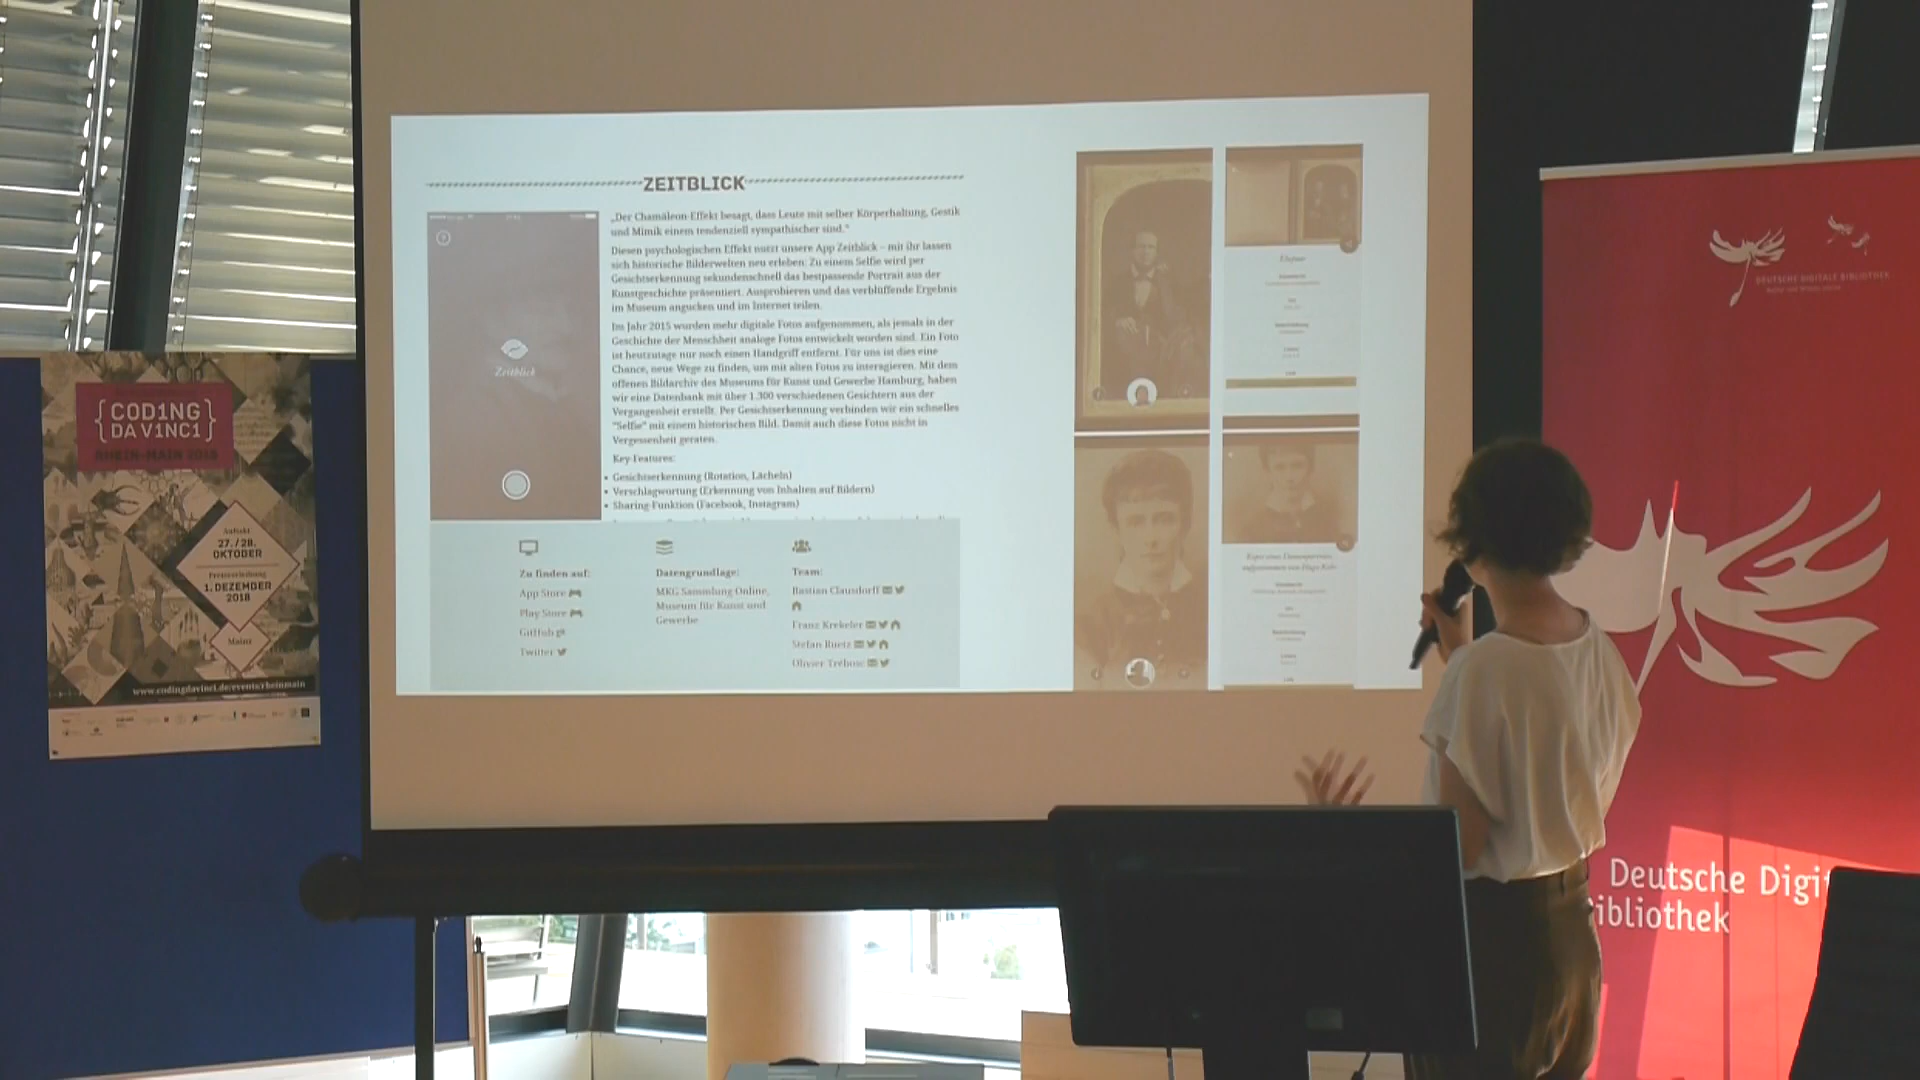 ZEITBLICK
„Der Chamäleon-Effekt besagt, dass Leute mit selber Körperhaltung, Gestik
und Mimik einem tendenziell sympathischer sind."
Diesen psychologischen Effekt nutzt unsere App Zeitblick – mit ihr lassen
sich historische Bilderwelten neu erleben: Zu einem Selfie wird per
Gesichtserkennung sekundenschnell das bestpassende Portrait aus der
Kunstgeschichte präsentiert. Ausprobieren und das verblüffende Ergebnis
im Museum angucken und im Internet teilen.
Im Jahr 2015 wurden mehr digitale Fotos aufgenommen, als jemals in der
Geschichte der Menschheit analoge Fotos entwickelt worden sind. Ein Foto
ist heutzutage nur noch einen Handgriff entfernt. Für uns ist dies eine
Chance, neue Wege zu finden, um mit alten Fotos zu interagieren. Mit dem
offenen Bildarchiv des Museums für Kunst und Gewerbe Hamburg, haben
wir eine Datenbank mit über 1.300 verschiedenen Gesichtern aus der
Vergangenheit erstellt. Per Gesichtserkennung verbinden wir ein schnelles
"Selfie" mit einem historischen Bild. Damit auch diese Fotos nicht in
Vergessenheit geraten.
Key-Features:
• Gesichtserkennung (Rotation, Lächeln)
• Verschlagwortung (Erkennung von Inhalten auf Bildern)
• Sharing-Funktion (Facebook, Instagram)
Zeitblick
Zu finden auf:
App Store
Play Store
GitHub
Twitter
Datengrundlage:
MKG Sammlung Online,
Museum für Kunst und
Gewerbe
Team:
Bastian Clausdorff
Franz Krekeler
Stefan Ruetz
Olivier Trébosc
Ehepaar
{COD1NG
DA V1NC1}
RHEIN-MAIN 2018
Auftakt
27. / 28.
OKTOBER
Preisverleihung
1. DEZEMBER
2018
Mainz
www.codingdavinci.de/events/rheinmain
DEUTSCHE DIGITALE BIBLIOTHEK
Deutsche Digi
ibliothek